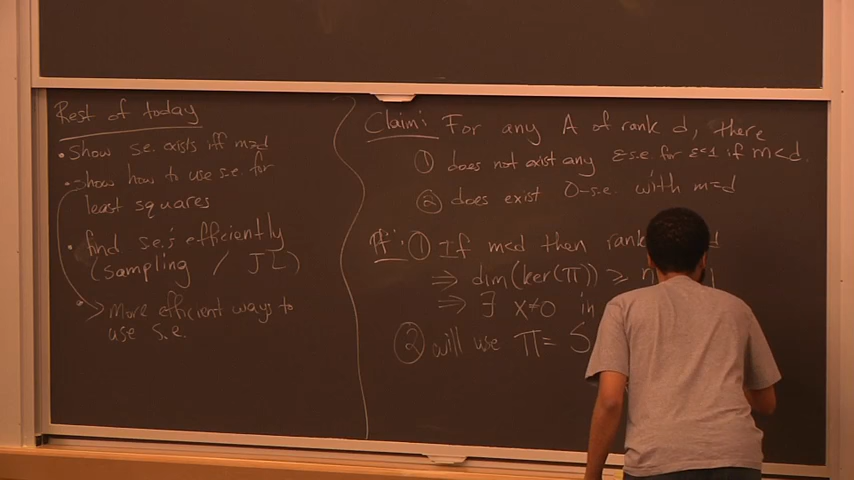 Rest of today
• Show s.e. exists iff m≥d
• show how to use s.e. for
least squares
• find s.e.'s efficiently
(sampling / JL)
• More efficient ways to
use s.e.
Claim: For any A of rank d, there
① does not exist any ε-s.e. for ε<1 if m<d.
② does exist 0-s.e. with m=d
Pf: ① If m<d then rank
⇒ dim(ker(Π)) ≥
⇒ ∃ x≠0 in
② will use Π = S